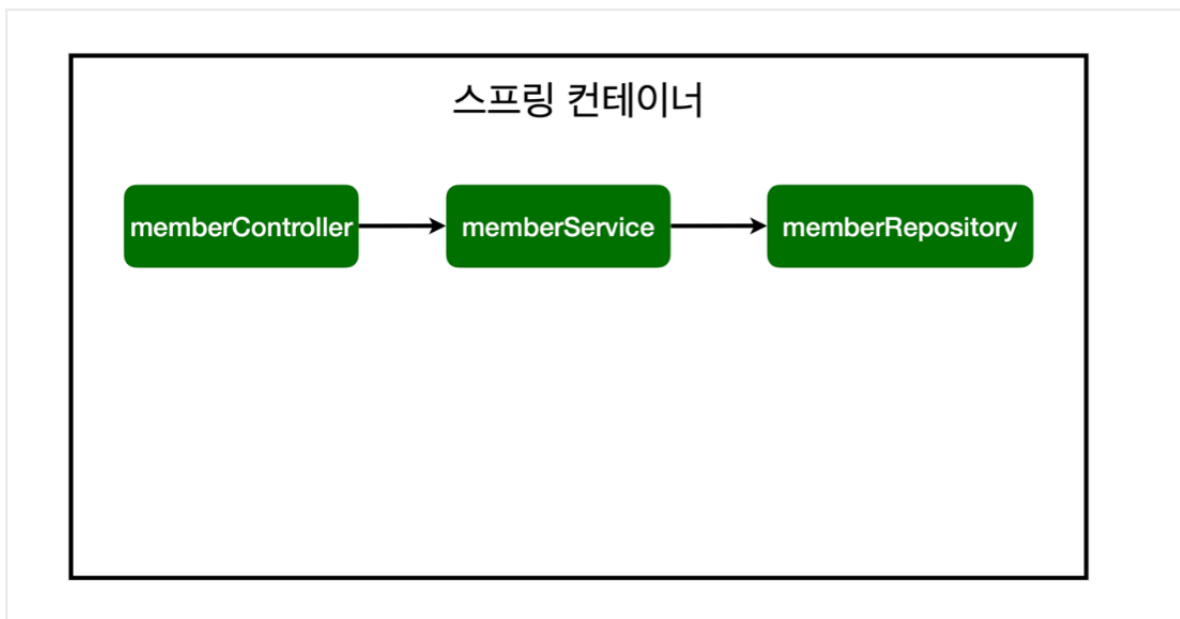 스프링 컨테이너
memberController
memberService
memberRepository